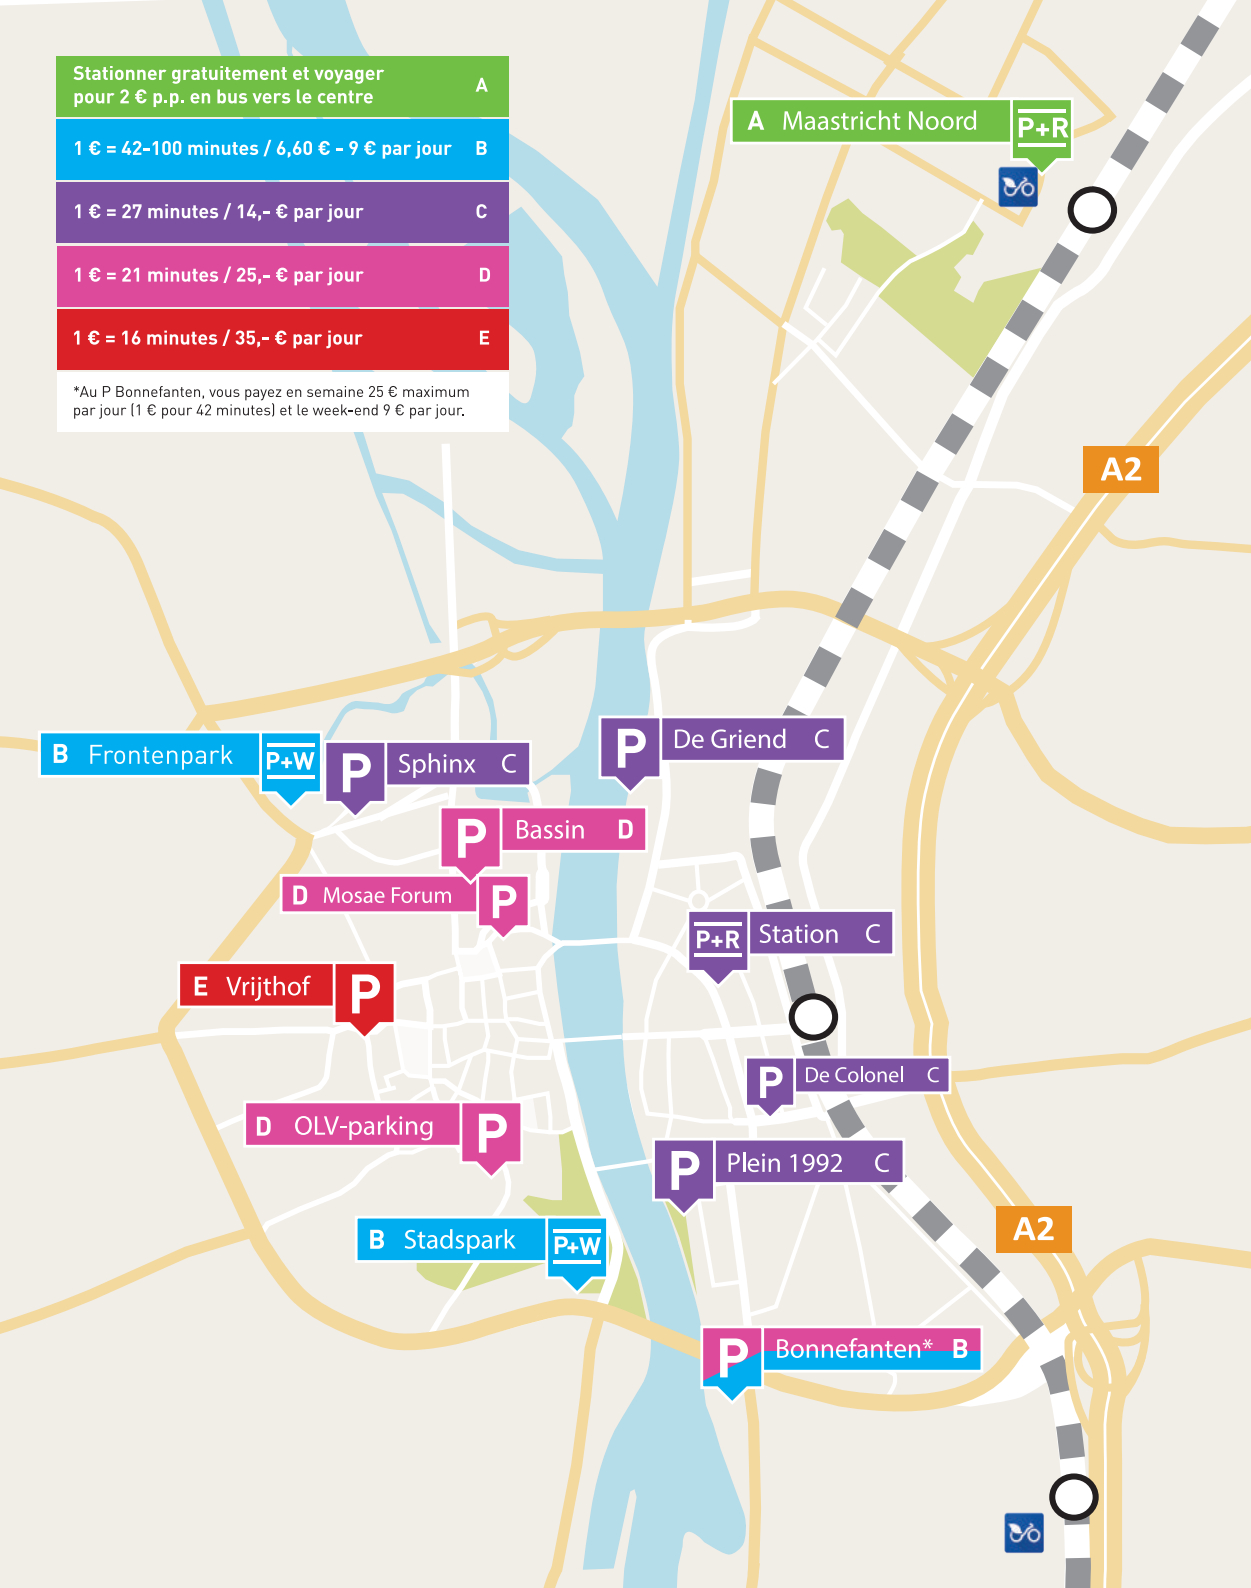 Stationner gratuitement et voyager
pour 2 € p.p. en bus vers le centre A
1 € = 42-100 minutes / 6,60 € - 9 € par jour B
1 € = 27 minutes / 14,- € par jour C
1 € = 21 minutes / 25,- € par jour D
1 € = 16 minutes / 35,- € par jour E
*Au P Bonnefanten, vous payez en semaine 25 € maximum
par jour (1 € pour 42 minutes) et le week-end 9 € par jour.
A Maastricht Noord P+R
A2
B Frontenpark P+W
P Sphinx C
P De Griend C
P Bassin D
D Mosae Forum P
P+R Station C
E Vrijthof P
P De Colonel C
D OLV-parking P
P Plein 1992 C
B Stadspark P+W
A2
P Bonnefanten* B